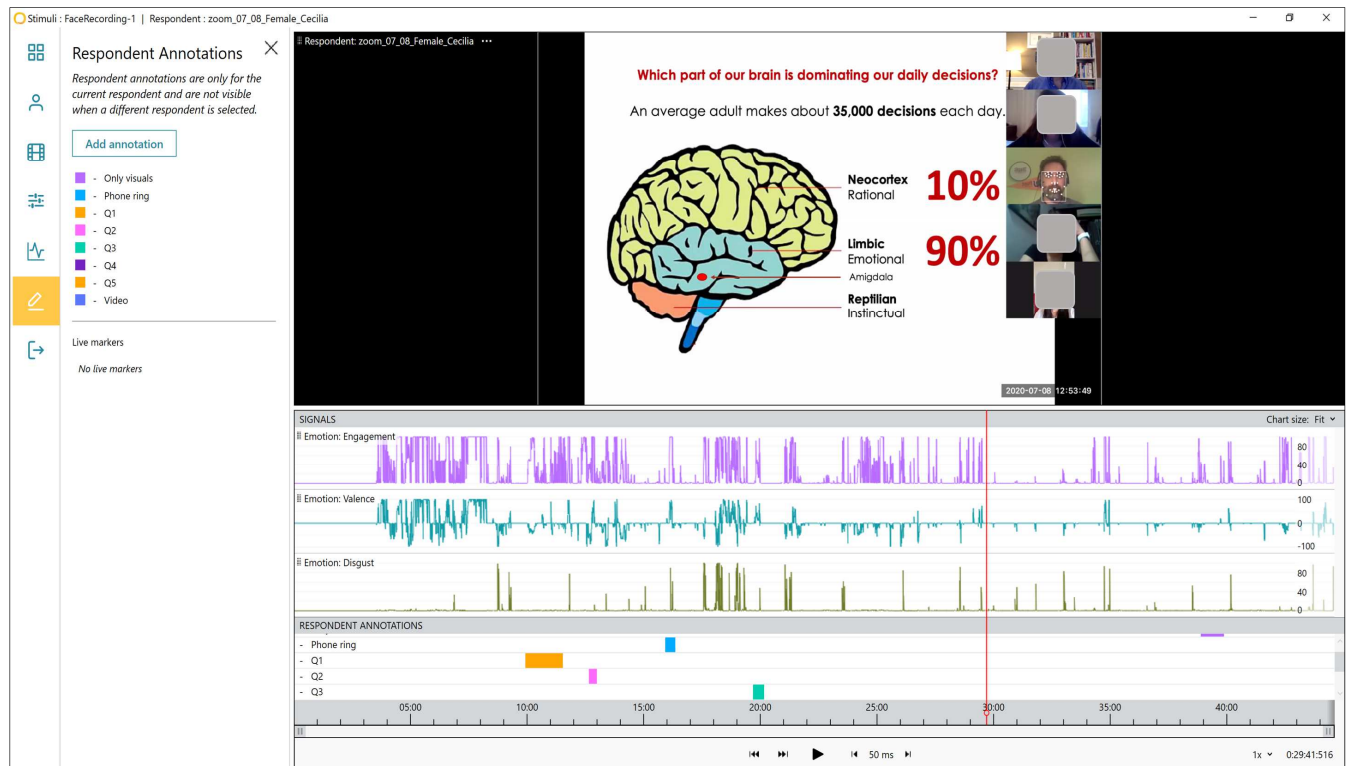 Stimuli : FaceRecording-1 | Respondent : zoom_07_08_Female_Cecilia
Respondent Annotations
Respondent annotations are only for the
current respondent and are not visible
when a different respondent is selected.
Add annotation
- Only visuals
- Phone ring
- Q1
- Q2
- Q3
- Q4
- Q5
- Video
Live markers
No live markers
Respondent: zoom_07_08_Female_Cecilia ···
Which part of our brain is dominating our daily decisions?
An average adult makes about 35,000 decisions each day.
Neocortex 10%
Rational
Limbic 90%
Emotional
Amigdala
Reptilian
Instinctual
2020-07-08 12:53:49
SIGNALS Chart size: Fit
Emotion: Engagement
80
40
0
Emotion: Valence
100
0
-100
Emotion: Disgust
80
40
0
RESPONDENT ANNOTATIONS
- Phone ring
- Q1
- Q2
- Q3
05:00 10:00 15:00 20:00 25:00 30:00 35:00 40:00
50 ms 1x 0:29:41:516